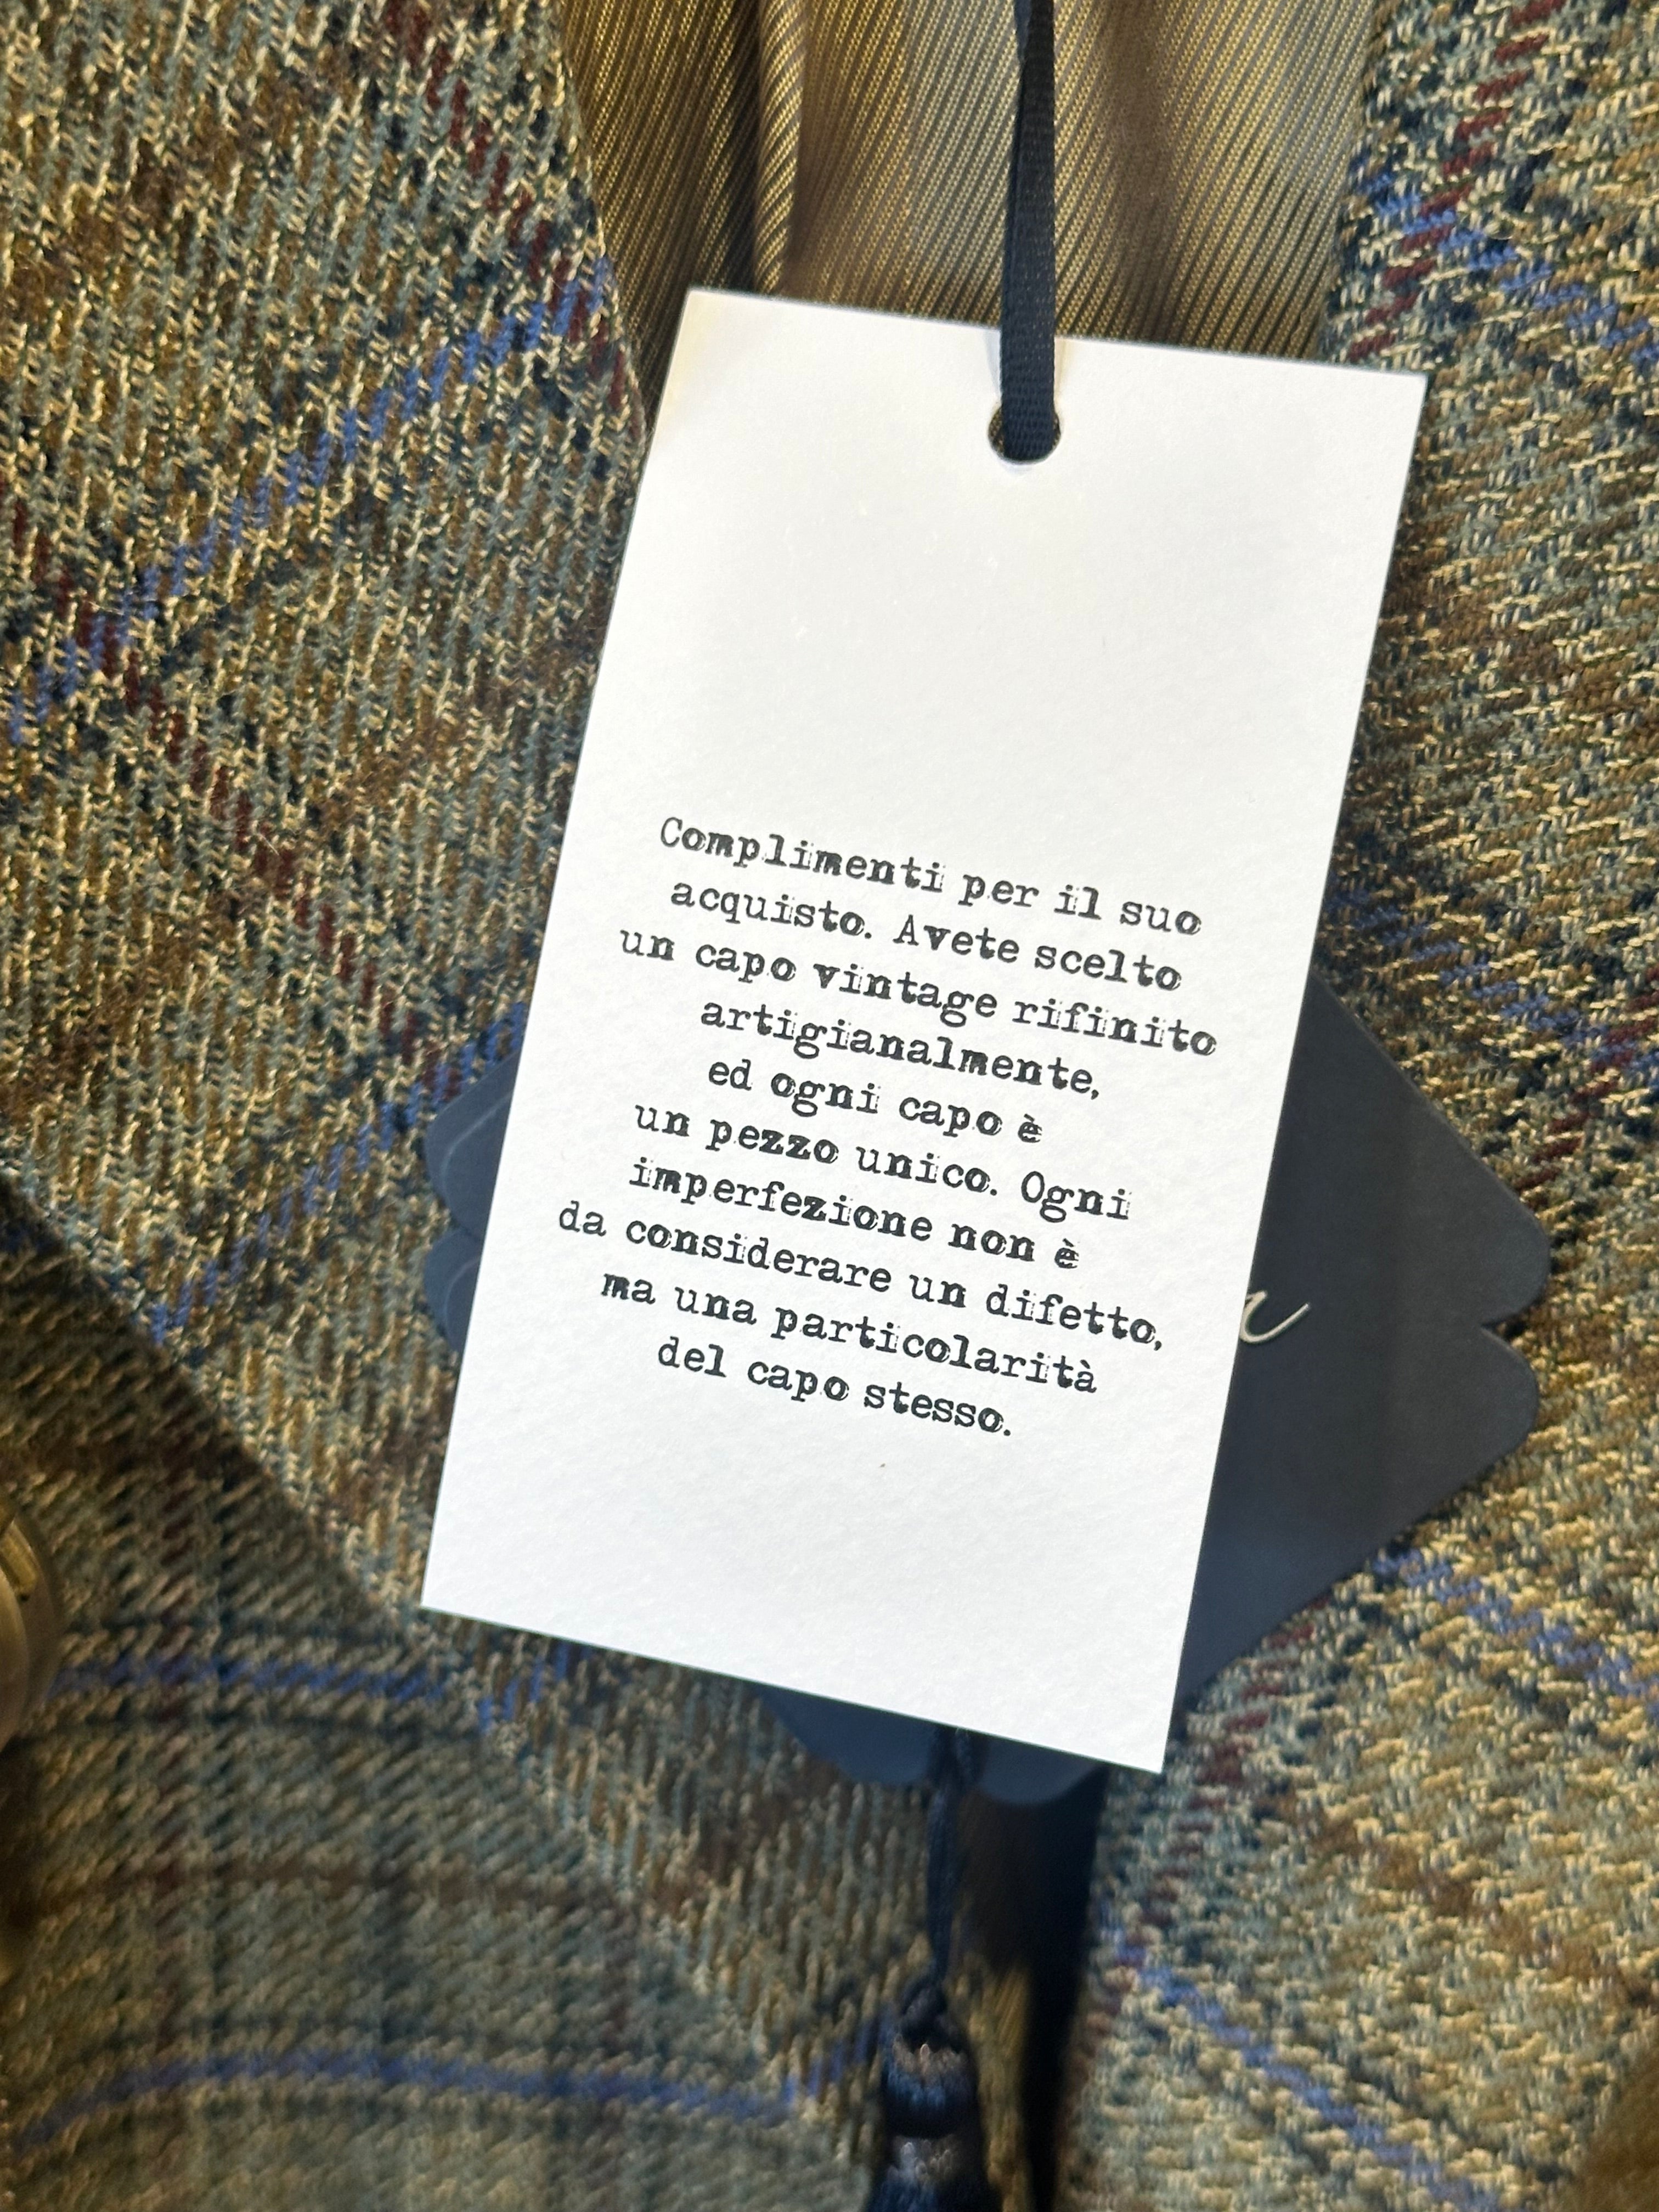 Complimenti per il suo
acquisto. Avete scelto
un capo vintage rifinito
artigianalmente,
ed ogni capo è
un pezzo unico. Ogni
imperfezione non è
da considerare un difetto,
ma una particolarità
del capo stesso.